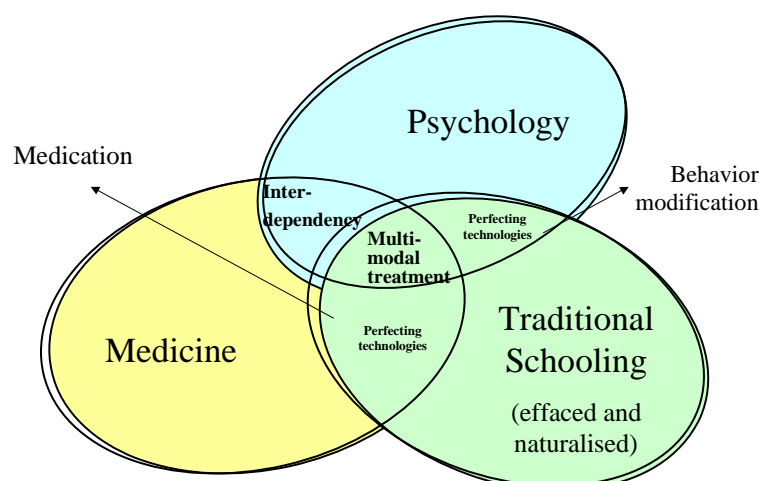 Psychology
Medication
Behavior
modification
Inter-
dependency
Perfecting
technologies
Multi-
modal
treatment
Traditional
Schooling
(effaced and
naturalised)
Perfecting
technologies
Medicine